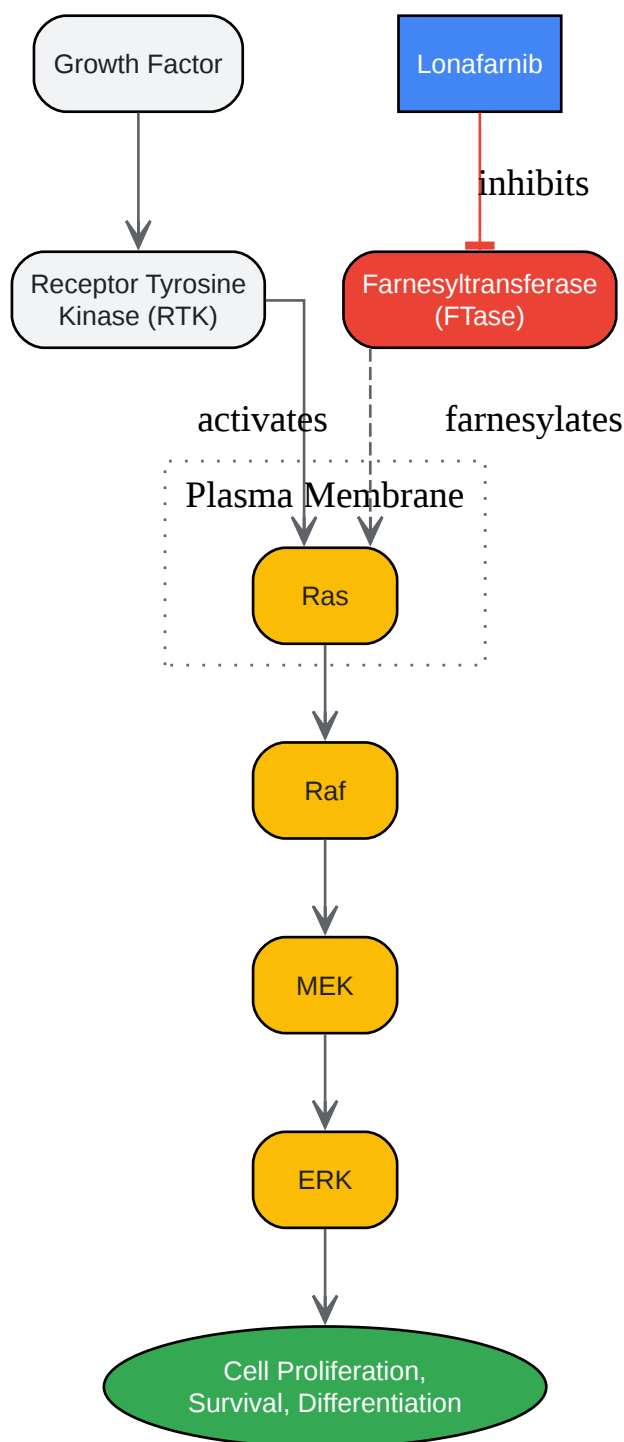 Growth Factor
Lonafarnib
inhibits
Receptor Tyrosine
Kinase (RTK)
Farnesyltransferase
(FTase)
activates
farnesylates
Plasma Membrane
Ras
Raf
MEK
ERK
Cell Proliferation,
Survival, Differentiation